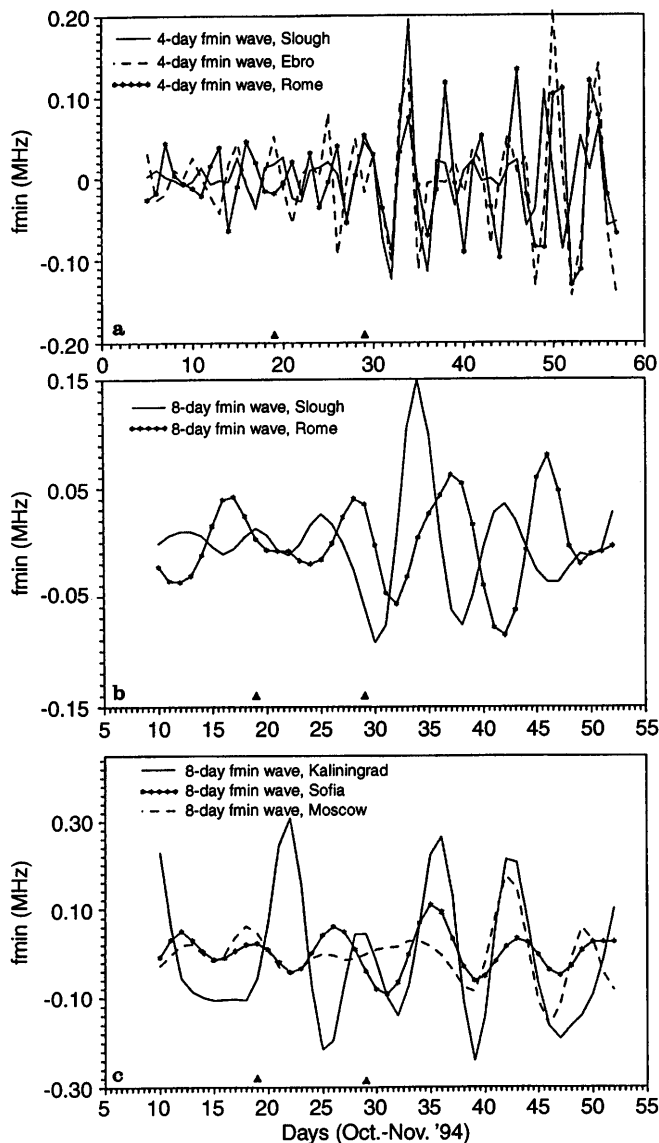 0.20
4-day fmin wave, Slough
4-day fmin wave, Ebro
4-day fmin wave, Rome
0.10
0
-0.10
-0.20
fmin (MHz)
a
0 10 20 30 40 50 60
0.15
8-day fmin wave, Slough
8-day fmin wave, Rome
0.05
-0.05
-0.15
fmin (MHz)
b
5 10 15 20 25 30 35 40 45 50 55
8-day fmin wave, Kaliningrad
8-day fmin wave, Sofia
8-day fmin wave, Moscow
0.30
0.10
-0.10
-0.30
fmin (MHz)
c
5 10 15 20 25 30 35 40 45 50 55
Days (Oct.-Nov. '94)